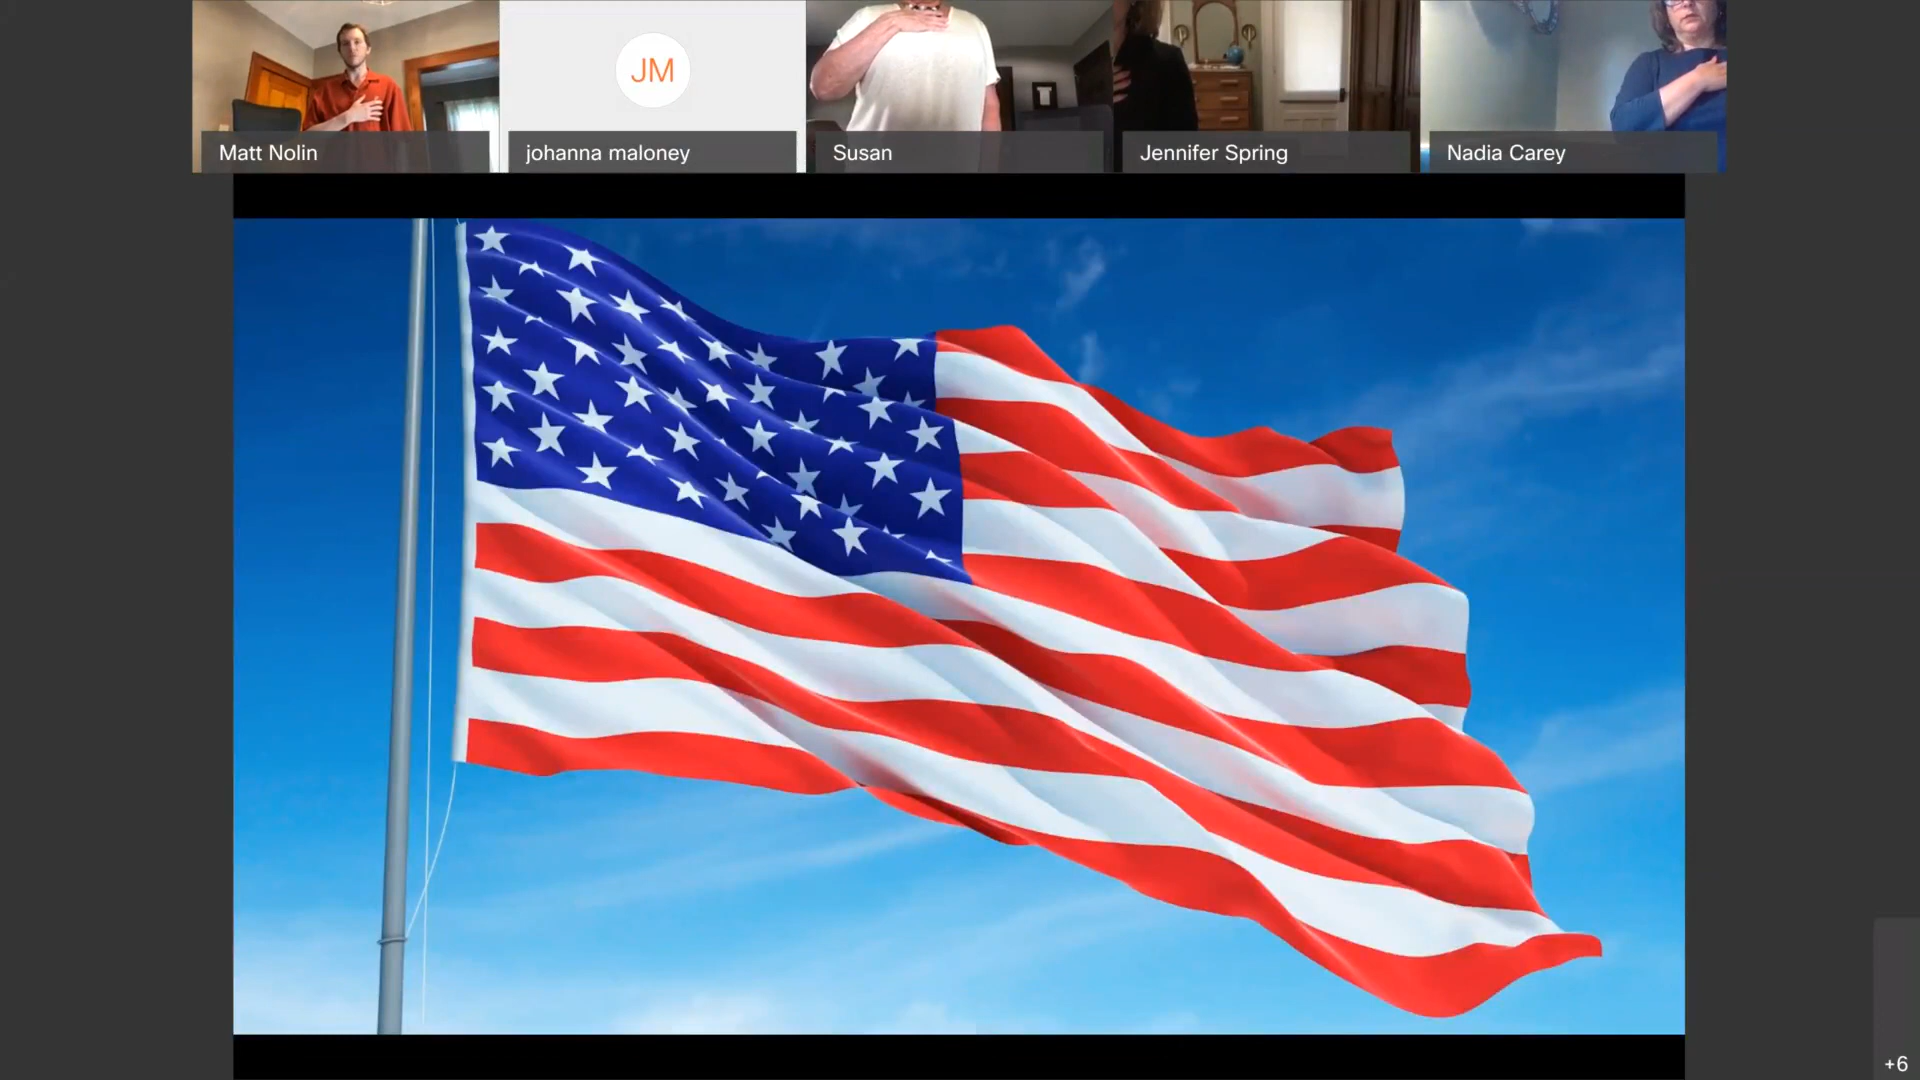 JM
Matt Nolin
johanna maloney
Susan
Jennifer Spring
Nadia Carey
+6